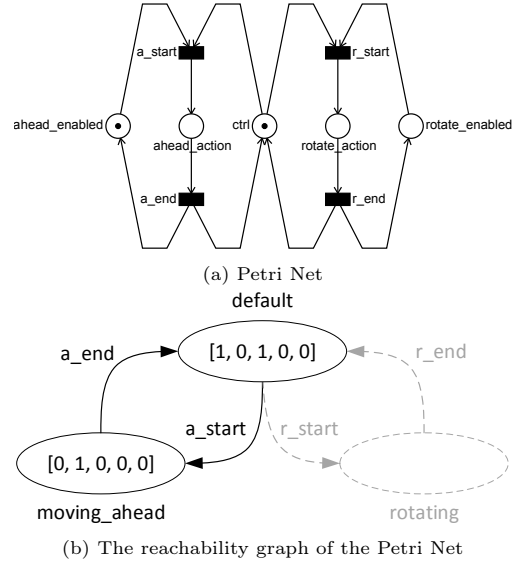 a_start
r_start
ahead_enabled
ahead_action
ctrl
rotate_action
rotate_enabled
a_end
r_end
(a) Petri Net
default
[1, 0, 1, 0, 0]
a_end
r_end
a_start
r_start
[0, 1, 0, 0, 0]
moving_ahead
rotating
(b) The reachability graph of the Petri Net